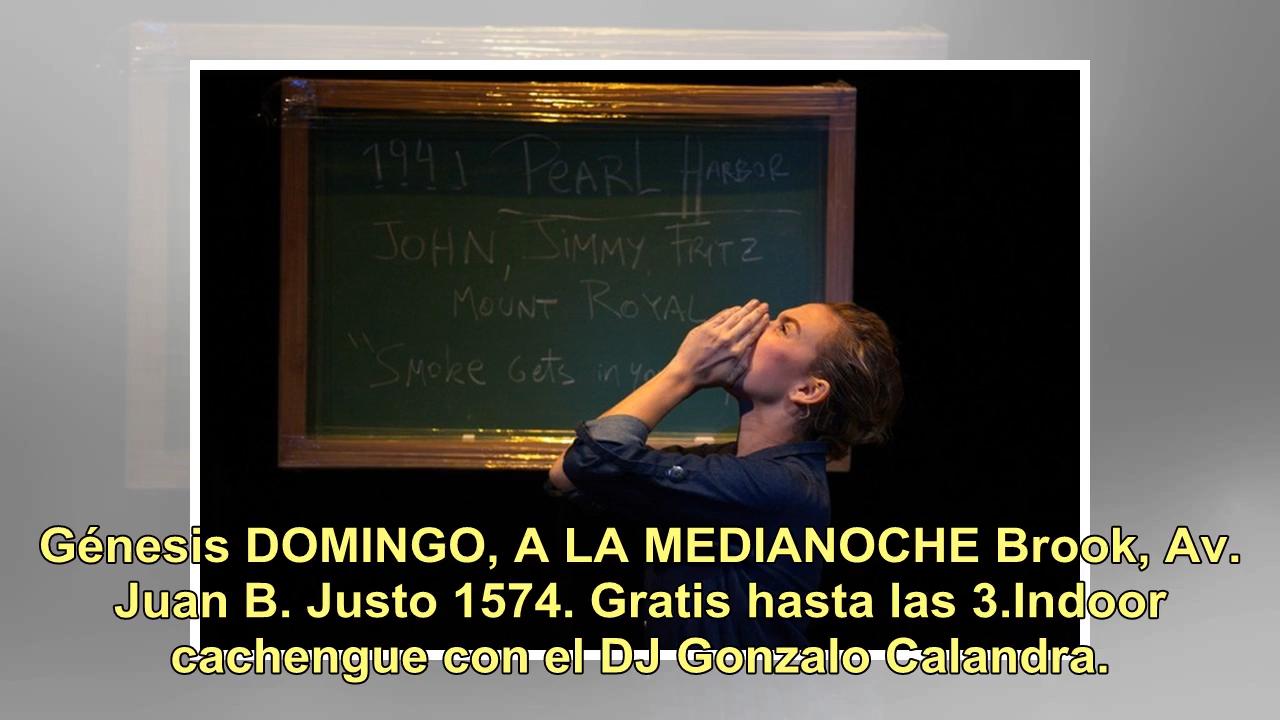 1941 PEARL HARBOR
JOHN, JIMMY, FRITZ
MOUNT ROYAL
"SMOKE GETS in yo
Génesis DOMINGO, A LA MEDIANOCHE Brook, Av.
Juan B. Justo 1574. Gratis hasta las 3.Indoor
cachengue con el DJ Gonzalo Calandra.